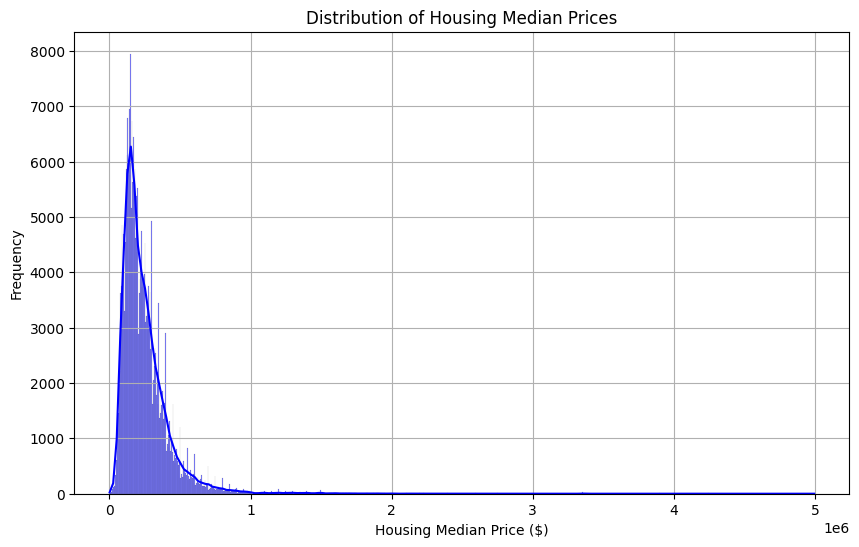 Distribution of Housing Median Prices
8000
7000
6000
5000
4000
3000
2000
1000
0
Frequency
0 1 2 3 4 5
1e6
Housing Median Price ($)